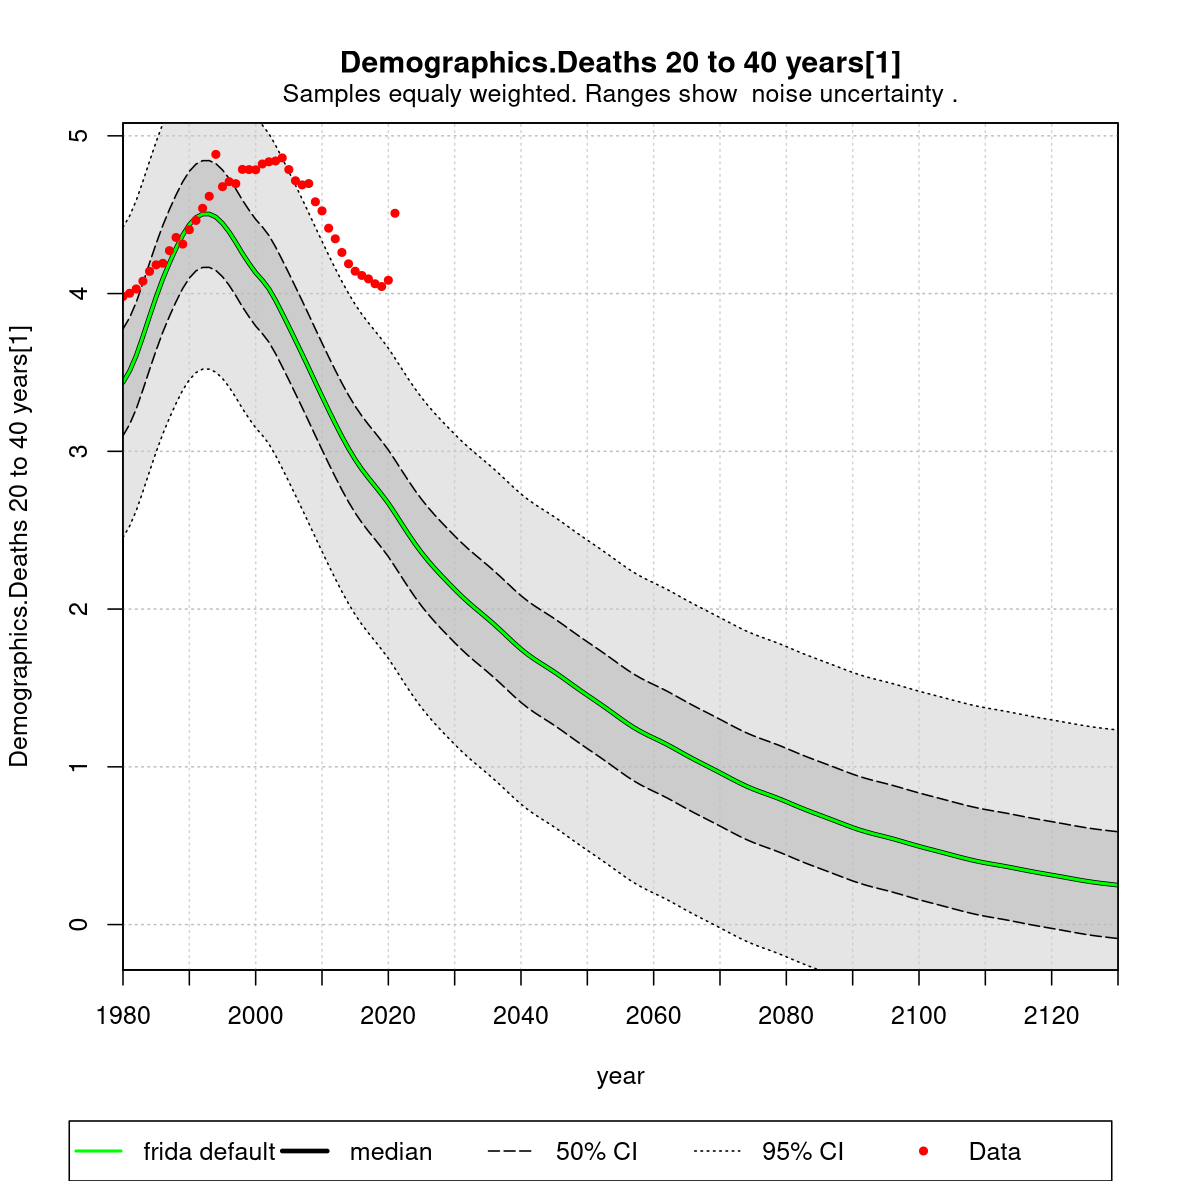 Demographics.Deaths 20 to 40 years[1]
Samples equaly weighted. Ranges show  noise uncertainty .
Demographics.Deaths 20 to 40 years[1]
5
4
3
2
1
0
1980 2000 2020 2040 2060 2080 2100 2120
year
frida default median 50% CI 95% CI Data